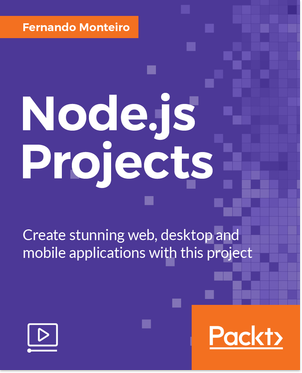 Fernando Monteiro
Node.js
Projects
Create stunning web, desktop and
mobile applications with this project
Packt>